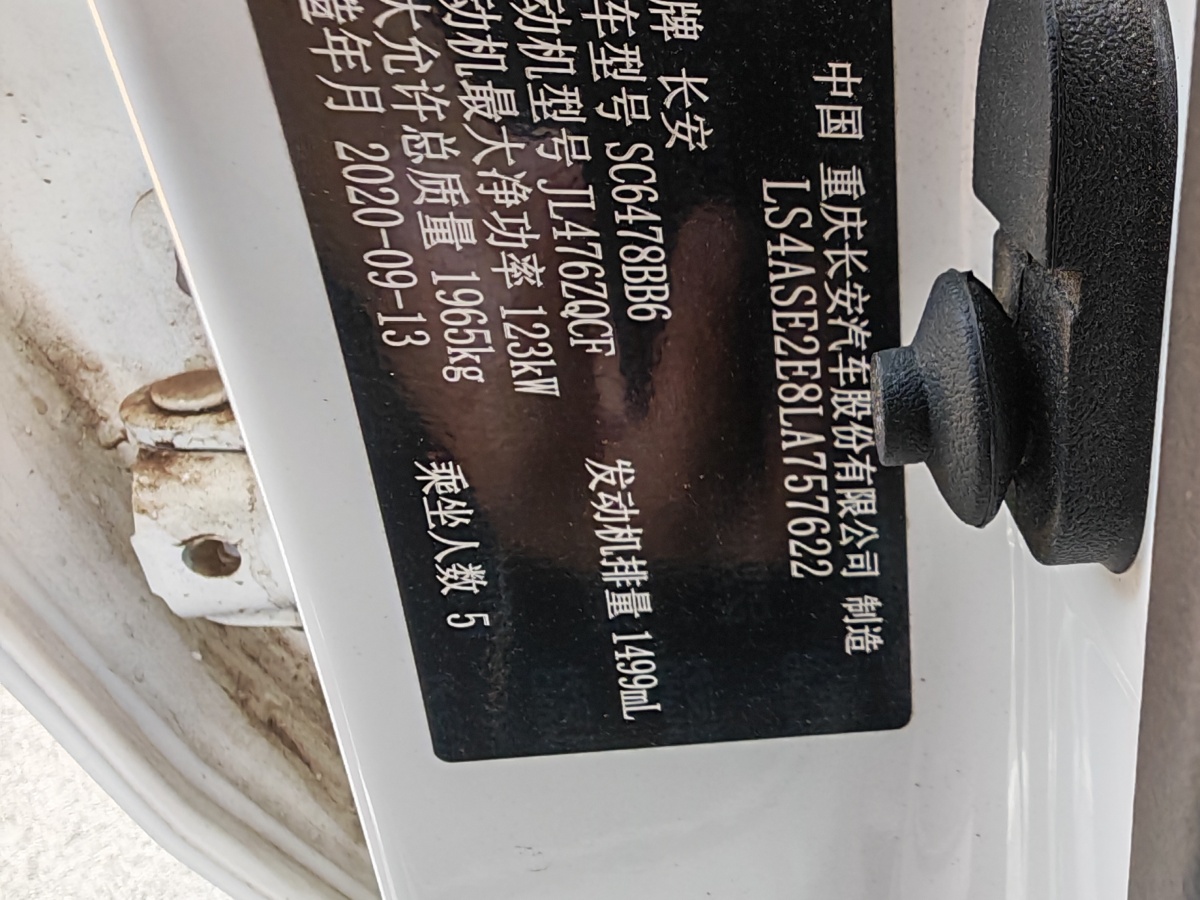 中国 重庆长安汽车股份有限公司 制造
LS4ASE2E8LA757622
牌 长安
车型号 SC6478BB6
动机型号 JL476ZQCF 发动机排量 1499mL
动机最大净功率 123kW
大允许总质量 1965kg 乘坐人数 5
造年月 2020-09-13